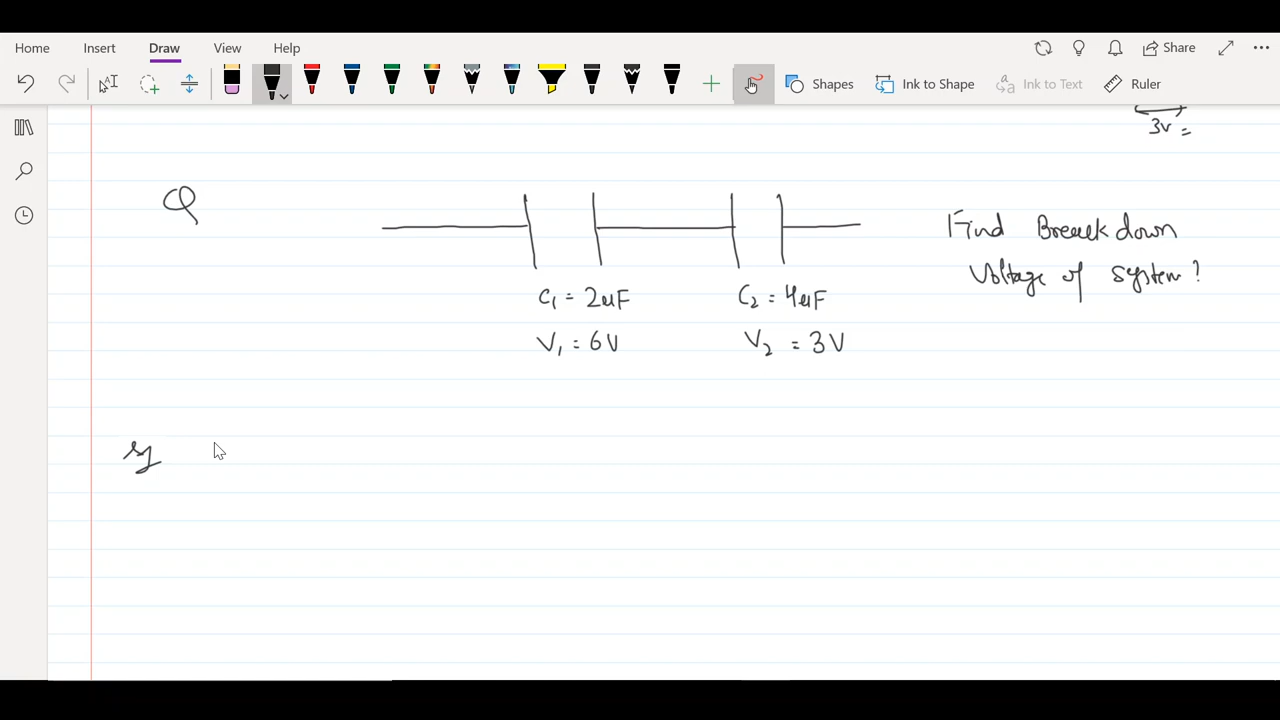 Home Insert Draw View Help Share
Shapes Ink to Shape Ink to Text Ruler
3v =
Q
Find Breackdown
Voltage of system?
C₁ = 2uF
C₂ = 4uF
V₁ = 6V
V₂ = 3V